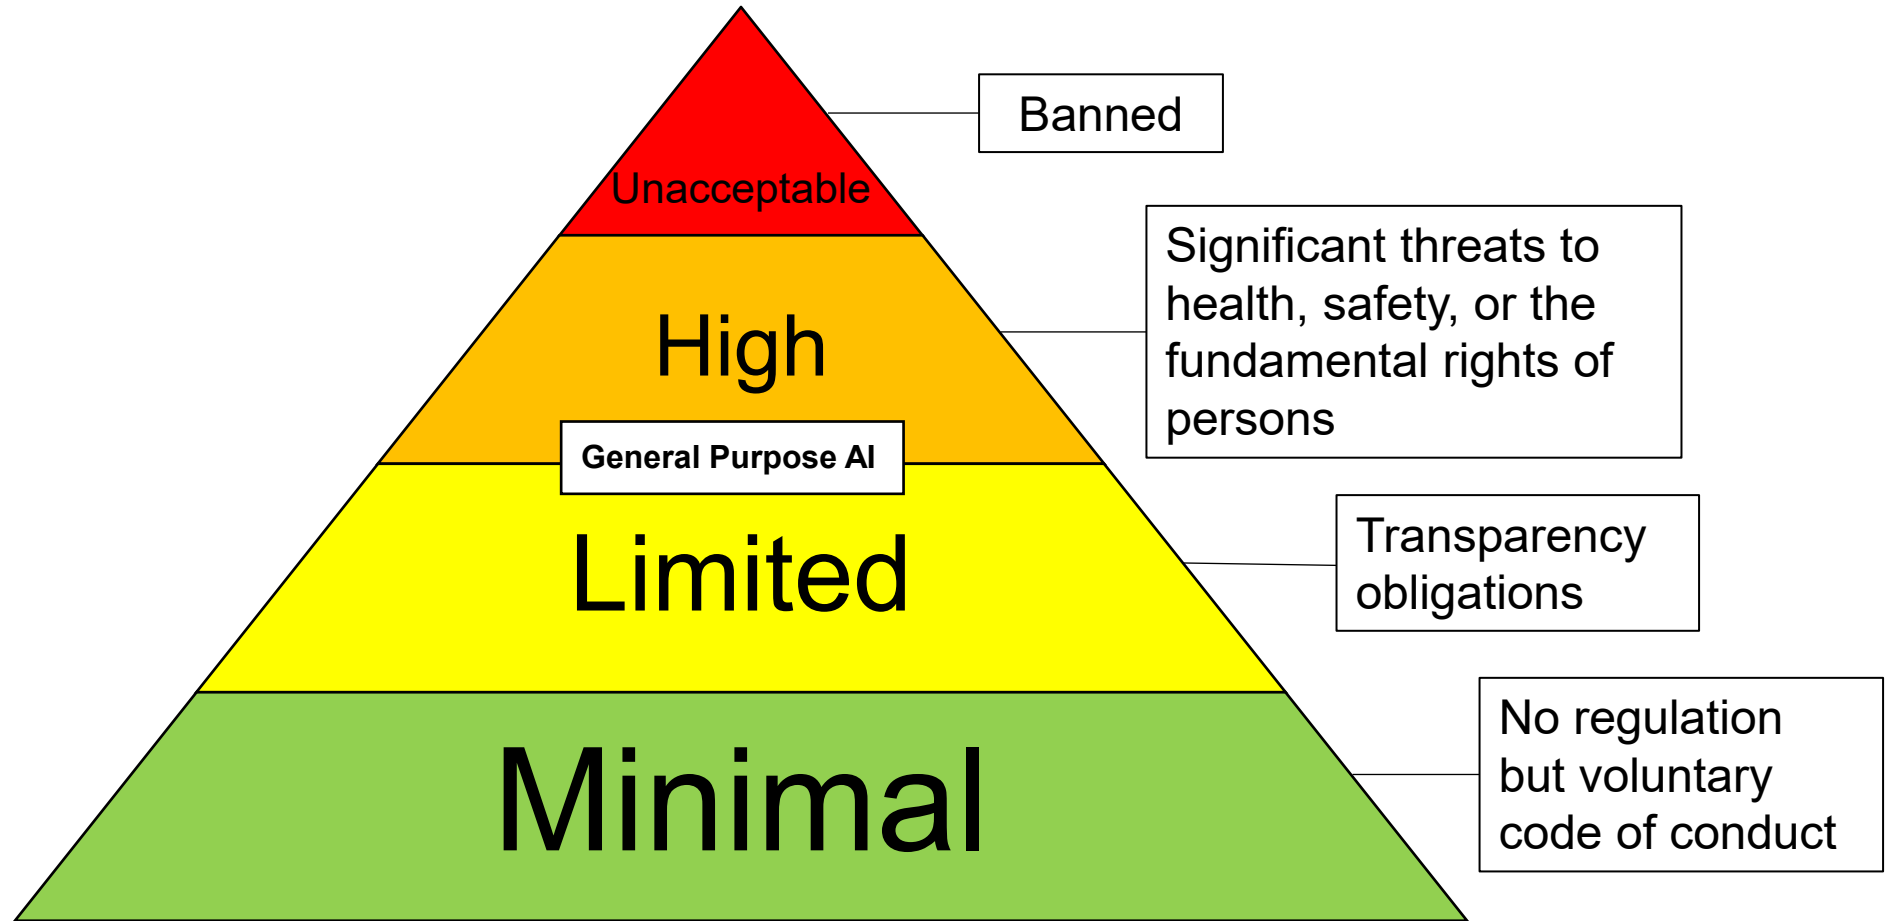 Banned
Unacceptable
Significant threats to
health, safety, or the
fundamental rights of
persons
High
General Purpose AI
Transparency
obligations
Limited
No regulation
but voluntary
code of conduct
Minimal